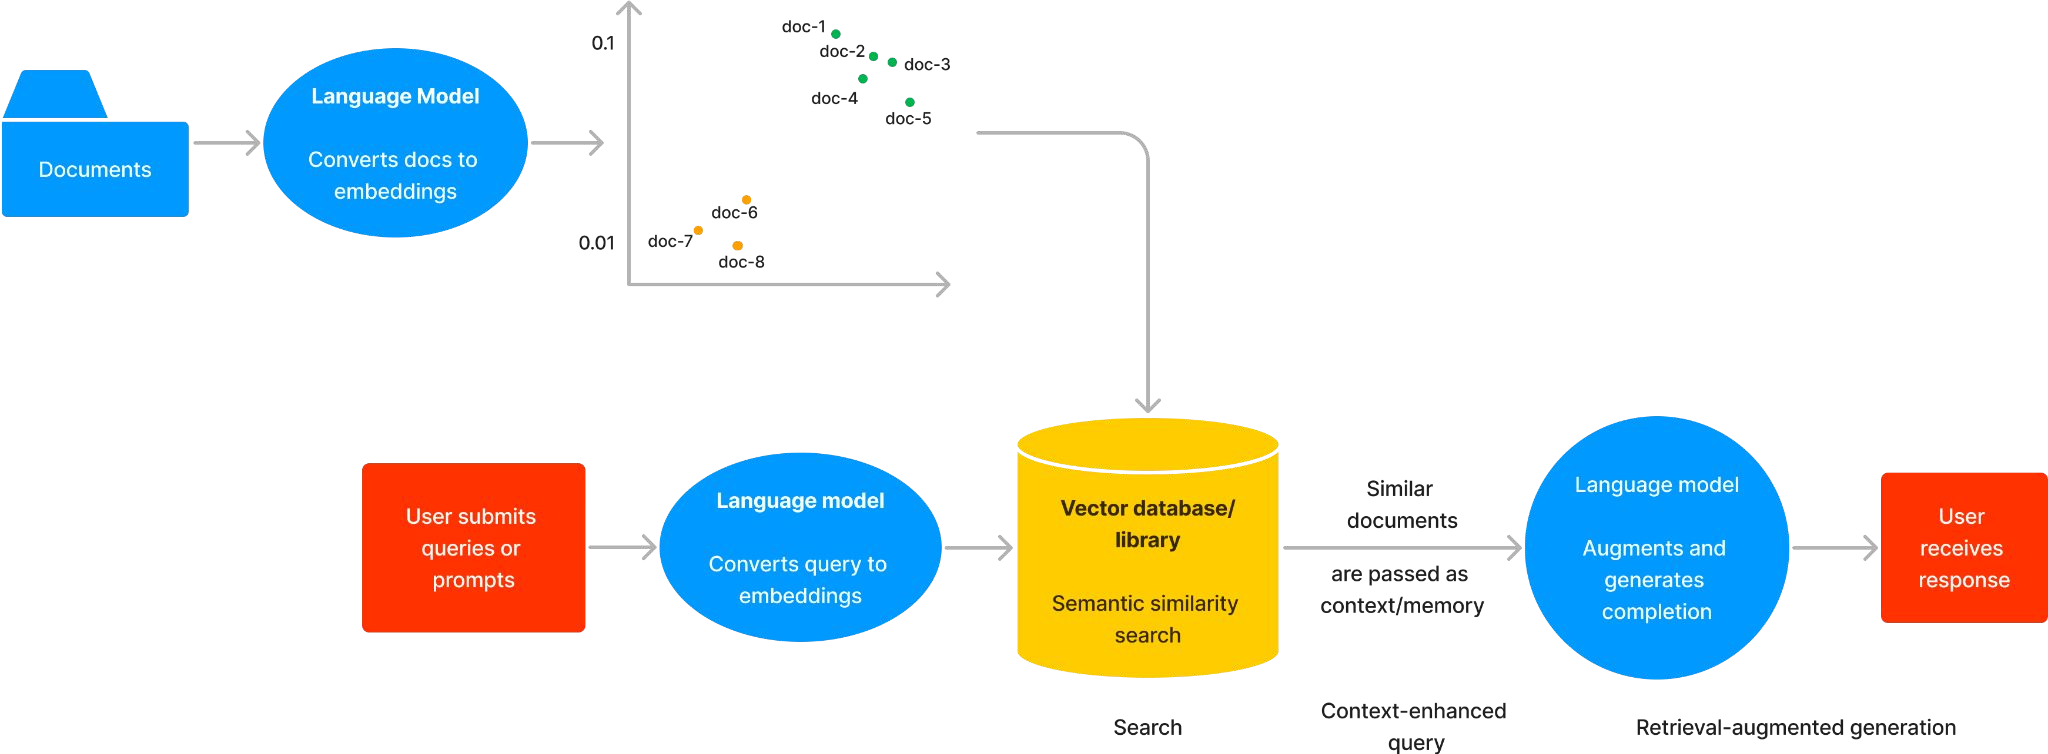 Documents
Language Model
Converts docs to
embeddings
0.1
0.01
doc-1
doc-2
doc-3
doc-4
doc-5
doc-6
doc-7
doc-8
User submits
queries or
prompts
Language model
Converts query to
embeddings
Vector database/
library
Semantic similarity
search
Similar
documents
are passed as
context/memory
Language model
Augments and
generates
completion
User
receives
response
Search
Context-enhanced
query
Retrieval-augmented generation